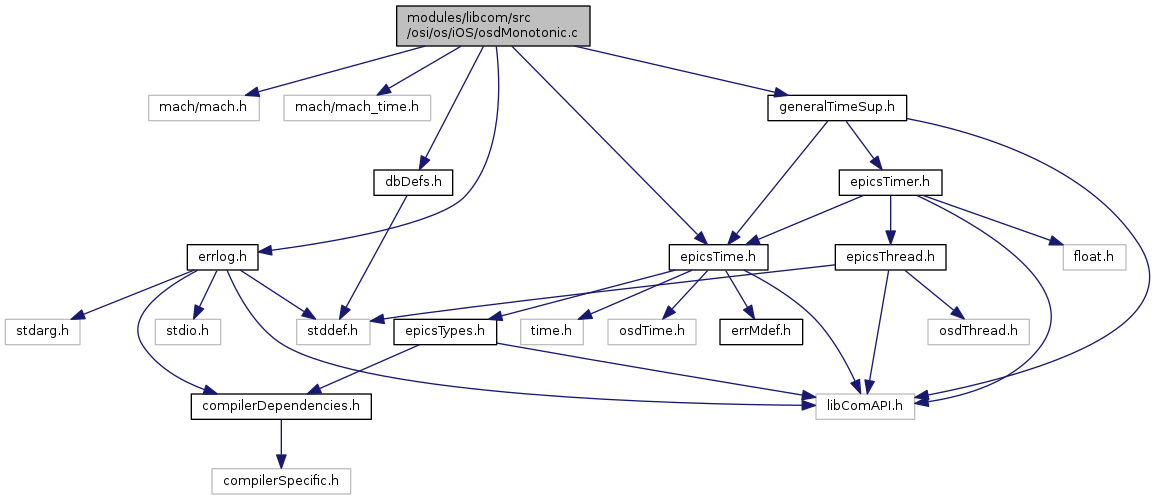 modules/libcom/src
/osi/os/iOS/osdMonotonic.c
mach/mach.h
mach/mach_time.h
generalTimeSup.h
dbDefs.h
epicsTimer.h
errlog.h
epicsTime.h
epicsThread.h
float.h
stdarg.h
stdio.h
stddef.h
epicsTypes.h
time.h
osdTime.h
errMdef.h
osdThread.h
compilerDependencies.h
libComAPI.h
compilerSpecific.h